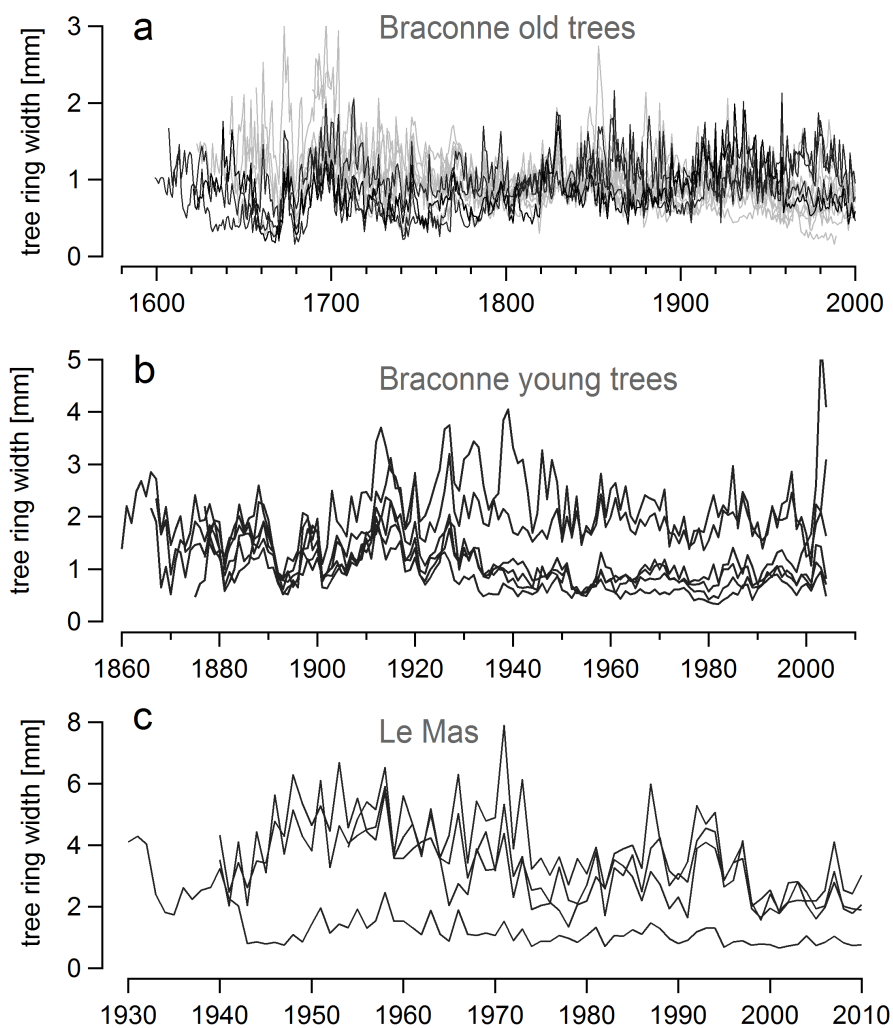 a
Braconne old trees
tree ring width [mm]
3
2
1
0
1600 1700 1800 1900 2000
b
Braconne young trees
tree ring width [mm]
5
4
3
2
1
0
1860 1880 1900 1920 1940 1960 1980 2000
c
Le Mas
tree ring width [mm]
8
6
4
2
0
1930 1940 1950 1960 1970 1980 1990 2000 2010